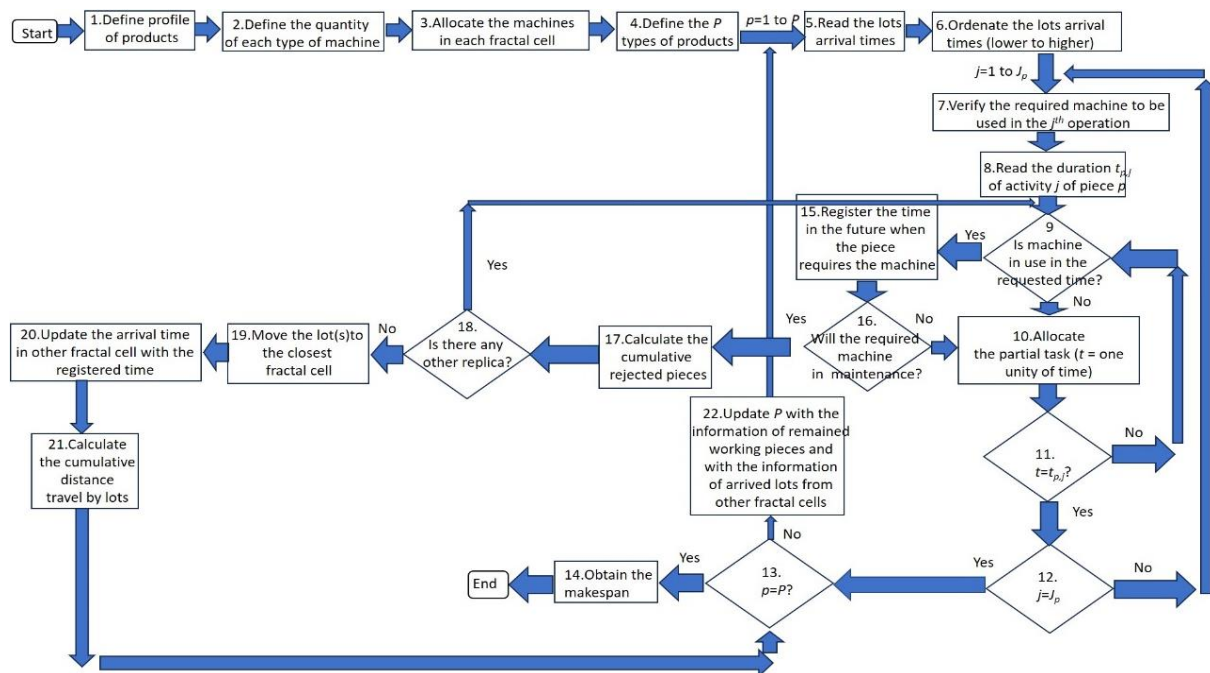 Start
1.Define profile
of products
2.Define the quantity
of each type of machine
3.Allocate the machines
in each fractal cell
4.Define the P
types of products
p=1 to P
5.Read the lots
arrival times
6.Ordenate the lots arrival
times (lower to higher)
j=1 to Jp
7.Verify the required machine to be
used in the jth operation
8.Read the duration tp,j
of activity j of piece p
9
Is machine
in use in the
requested time?
Yes
No
15.Register the time
in the future when
the piece
requires the machine
16.
Will the required
machine
in maintenance?
Yes
No
10.Allocate
the partial task (t = one
unity of time)
17.Calculate the
cumulative
rejected pieces
18.
Is there any
other replica?
Yes
No
19.Move the lot(s)to
the closest
fractal cell
20.Update the arrival time
in other fractal cell with the
registered time
21.Calculate
the cumulative
distance
travel by lots
22.Update P with the
information of remained
working pieces and
with the information
of arrived lots from
other fractal cells
11.
t=tp,j?
No
Yes
12.
j=Jp
No
Yes
13.
p=P?
No
Yes
14.Obtain the
makespan
End